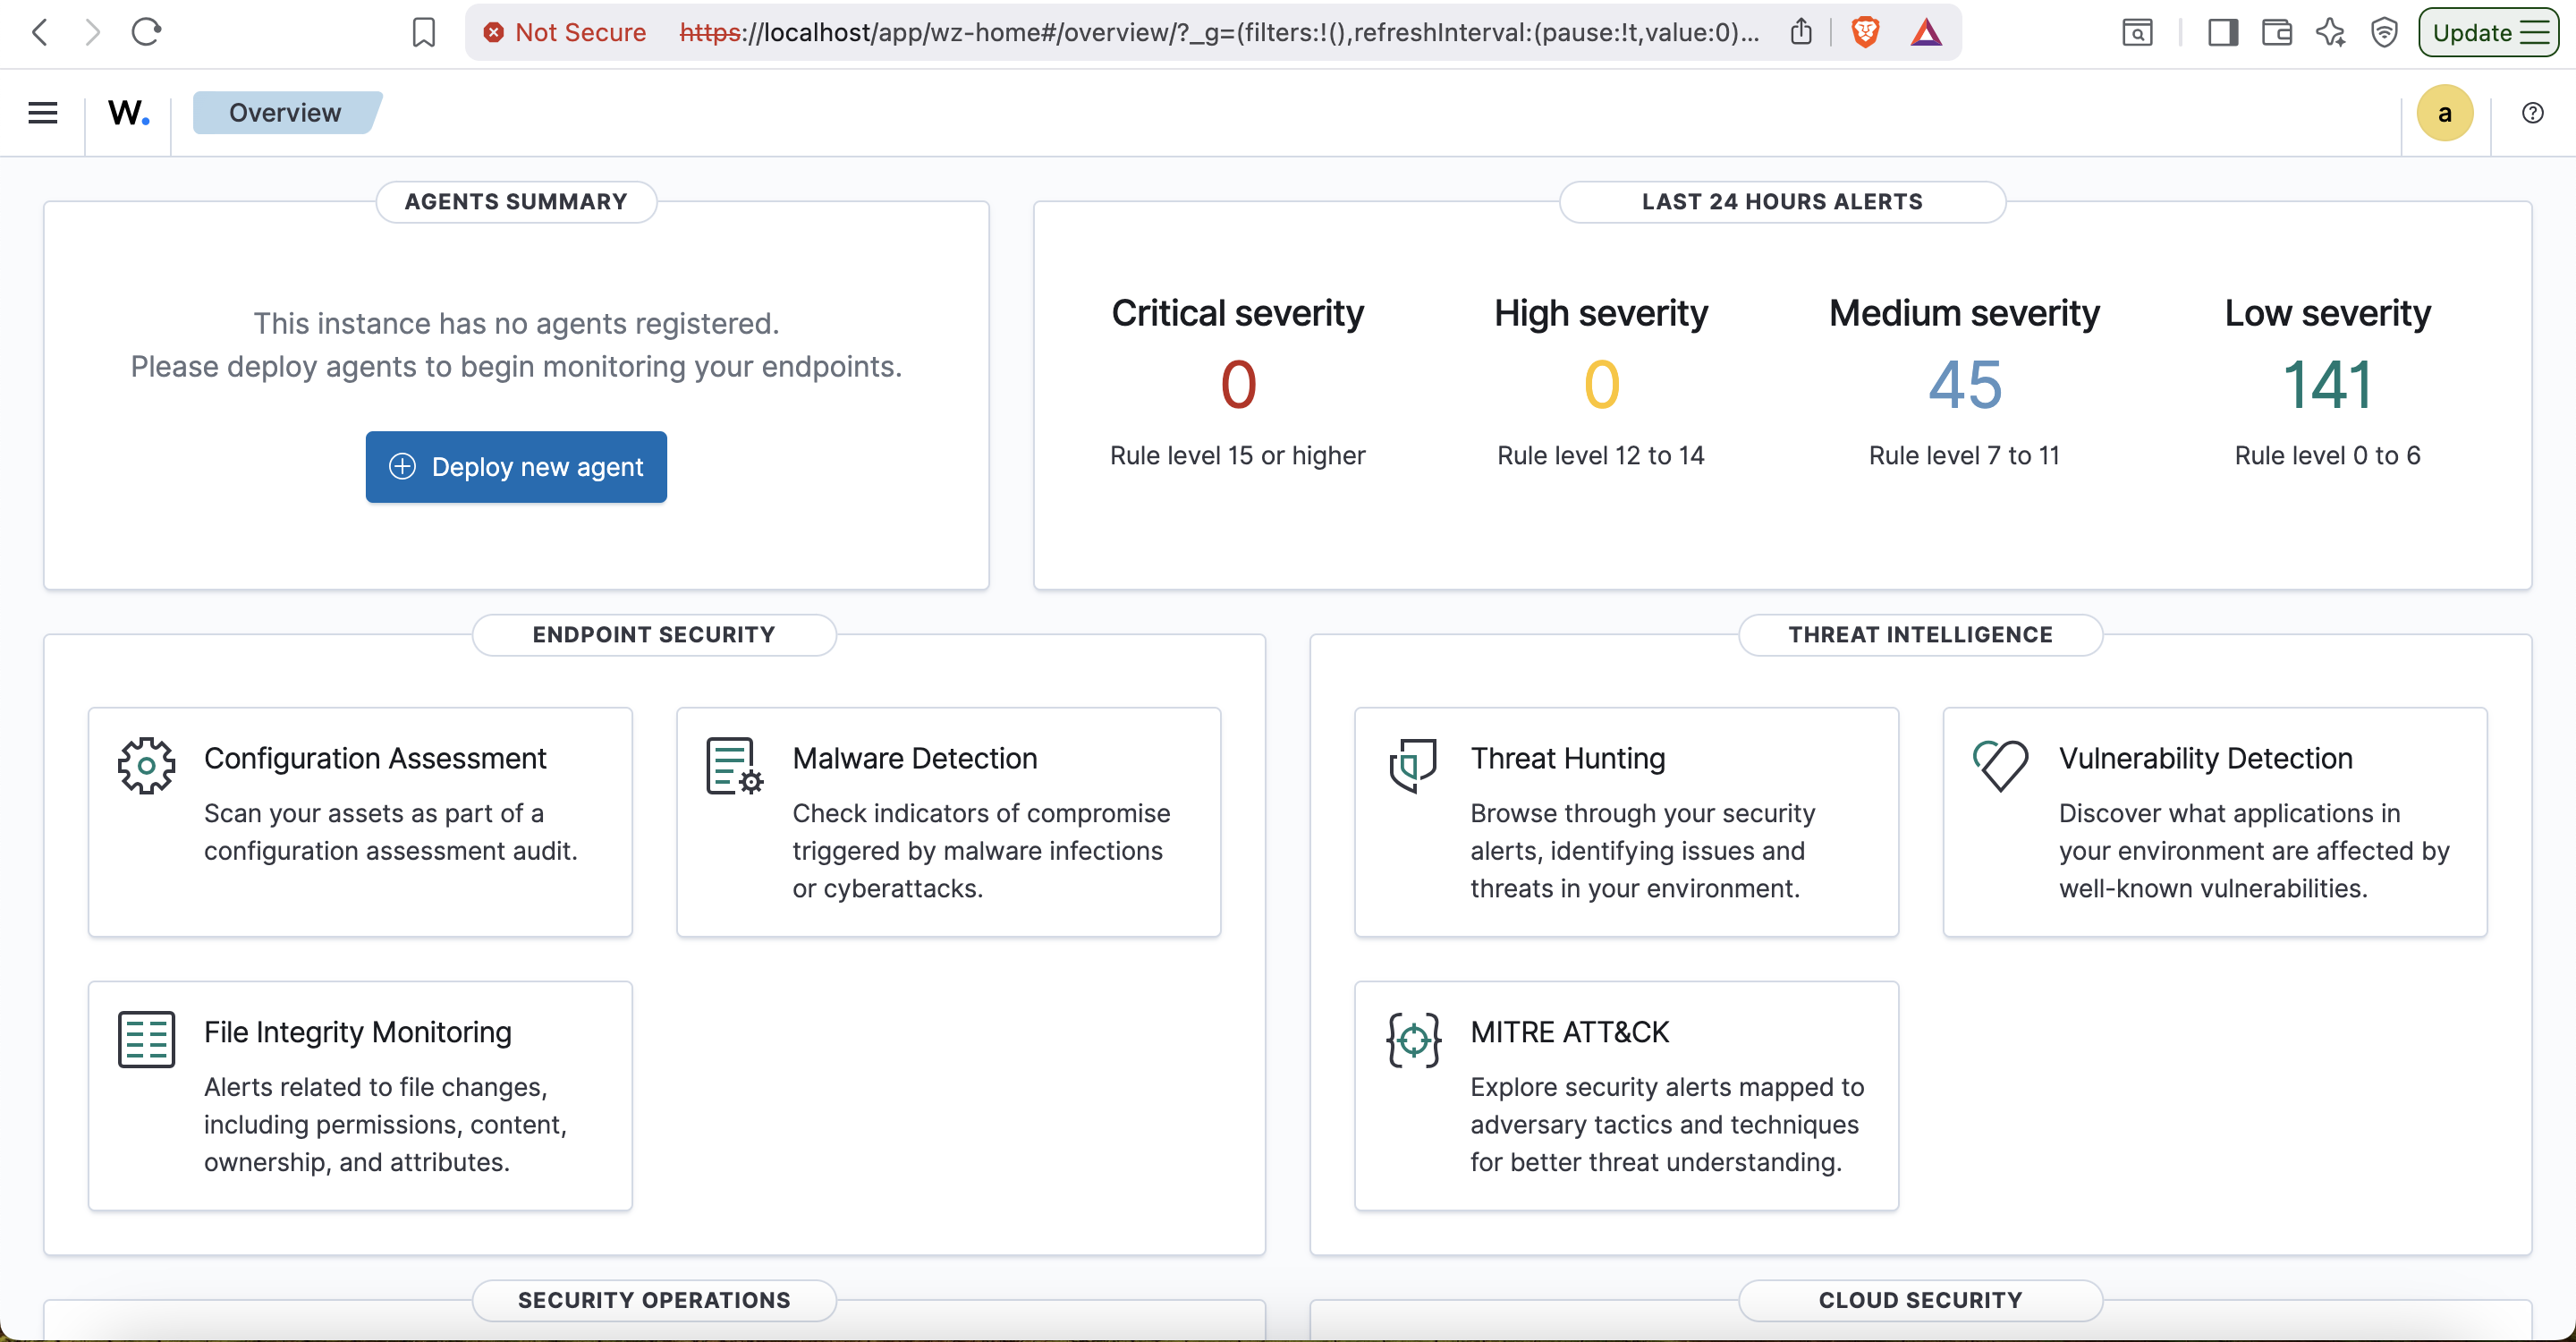 Not Secure https://localhost/app/wz-home#/overview/?_g=(filters:!(),refreshInterval:(pause:!t,value:0)... Update
W. Overview a ?
AGENTS SUMMARY
This instance has no agents registered.
Please deploy agents to begin monitoring your endpoints.
Deploy new agent
LAST 24 HOURS ALERTS
Critical severity
0
Rule level 15 or higher
High severity
0
Rule level 12 to 14
Medium severity
45
Rule level 7 to 11
Low severity
141
Rule level 0 to 6
ENDPOINT SECURITY
Configuration Assessment
Scan your assets as part of a
configuration assessment audit.
Malware Detection
Check indicators of compromise
triggered by malware infections
or cyberattacks.
File Integrity Monitoring
Alerts related to file changes,
including permissions, content,
ownership, and attributes.
THREAT INTELLIGENCE
Threat Hunting
Browse through your security
alerts, identifying issues and
threats in your environment.
Vulnerability Detection
Discover what applications in
your environment are affected by
well-known vulnerabilities.
MITRE ATT&CK
Explore security alerts mapped to
adversary tactics and techniques
for better threat understanding.
SECURITY OPERATIONS
CLOUD SECURITY